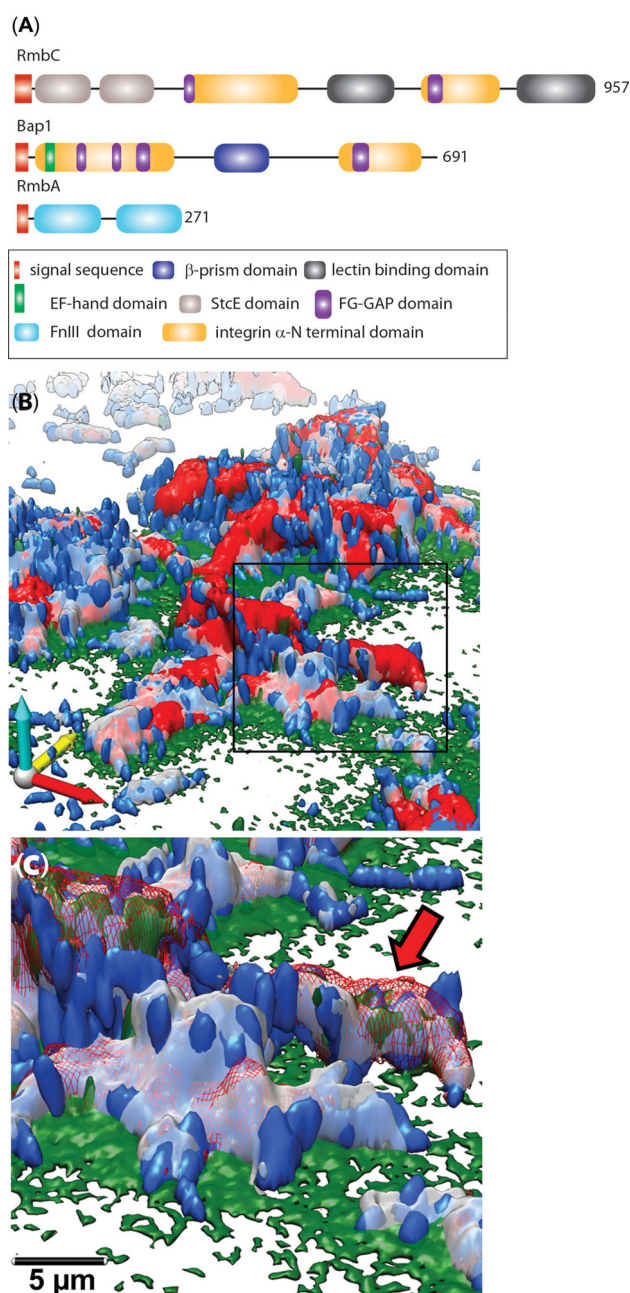 (A)
RmbC
957
Bap1
691
RmbA
271
signal sequence β-prism domain lectin binding domain
EF-hand domain StcE domain FG-GAP domain
FnIII domain integrin α-N terminal domain
(B)
(C)
5 μm